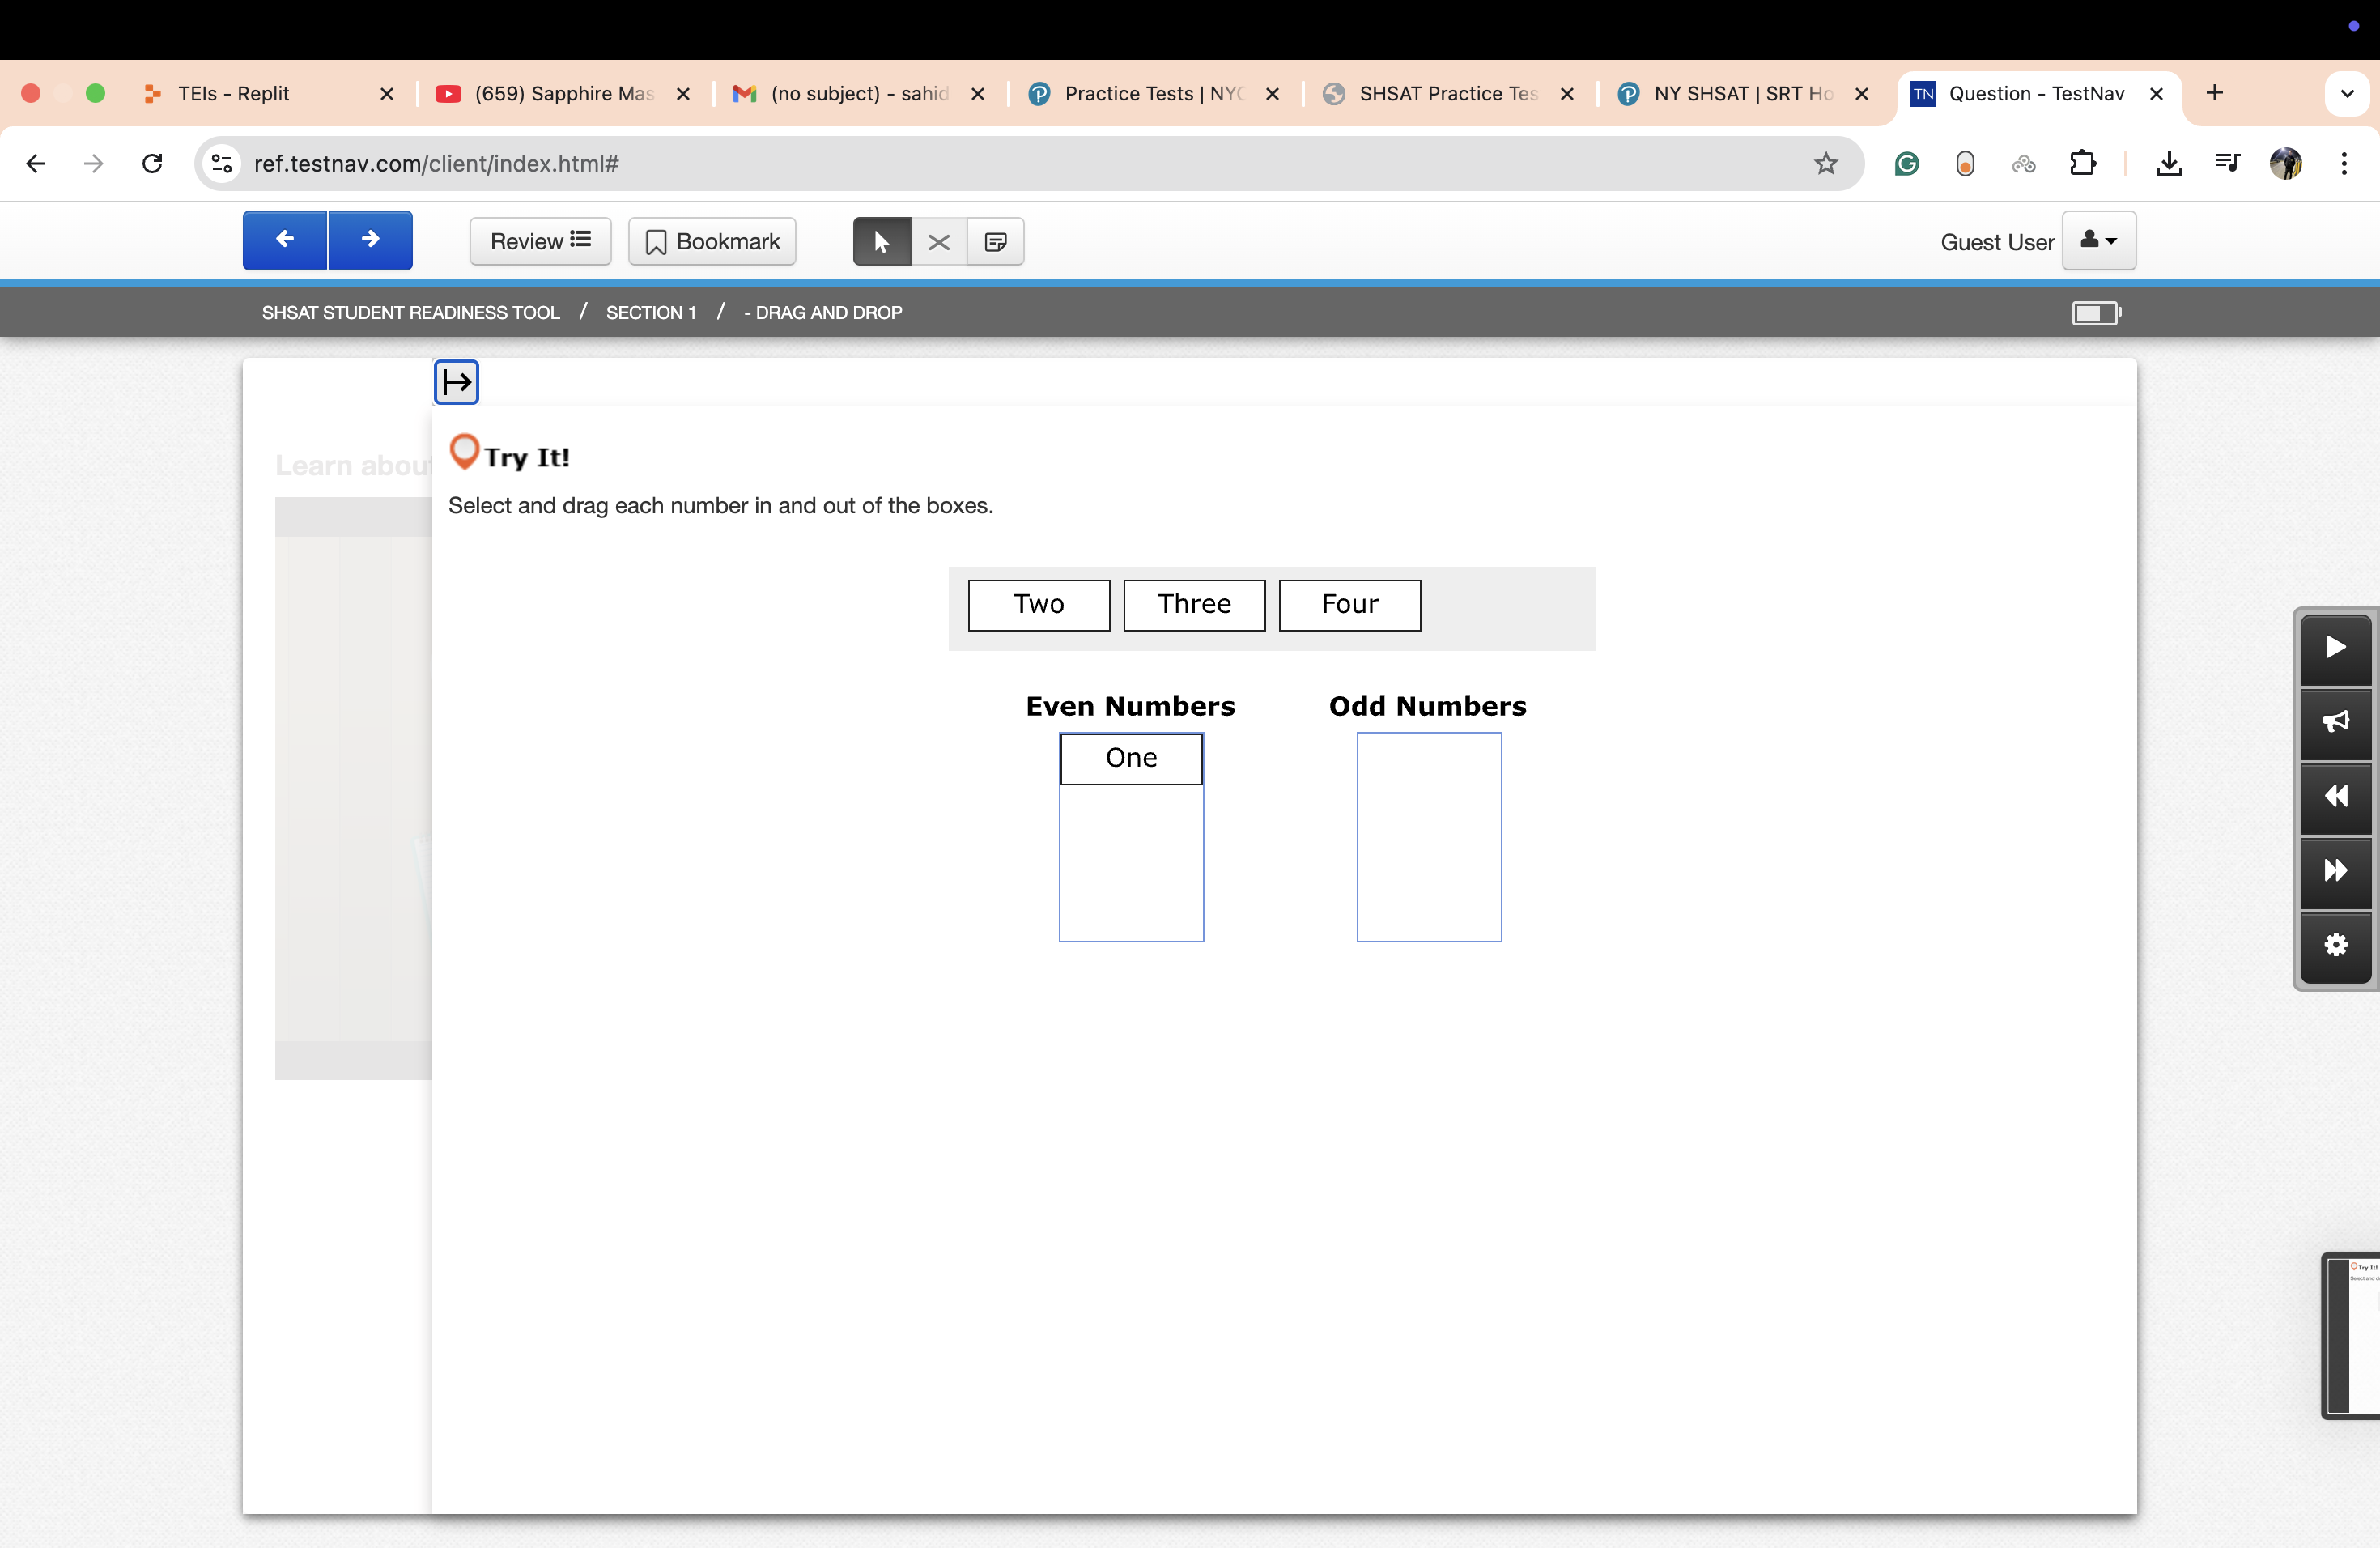 TEIs - Replit
(659) Sapphire Mas
(no subject) - sahid
Practice Tests | NYC
SHSAT Practice Tes
NY SHSAT | SRT Ho
TN Question - TestNav
ref.testnav.com/client/index.html#
Review
Bookmark
Guest User
SHSAT STUDENT READINESS TOOL / SECTION 1 / - DRAG AND DROP
Learn about
Try It!
Select and drag each number in and out of the boxes.
Two Three Four
Even Numbers Odd Numbers
One
Try It!